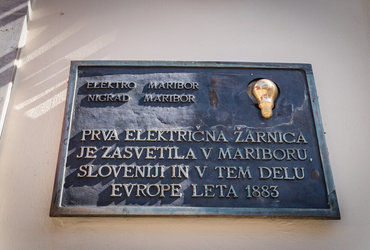 ELEKTRO MARIBOR
NIGRAD MARIBOR
PRVA ELEKTRIČNA ŽARNICA
JE ZASVETILA V MARIBORU,
SLOVENIJI IN V TEM DELU
EVROPE, LETA 1883